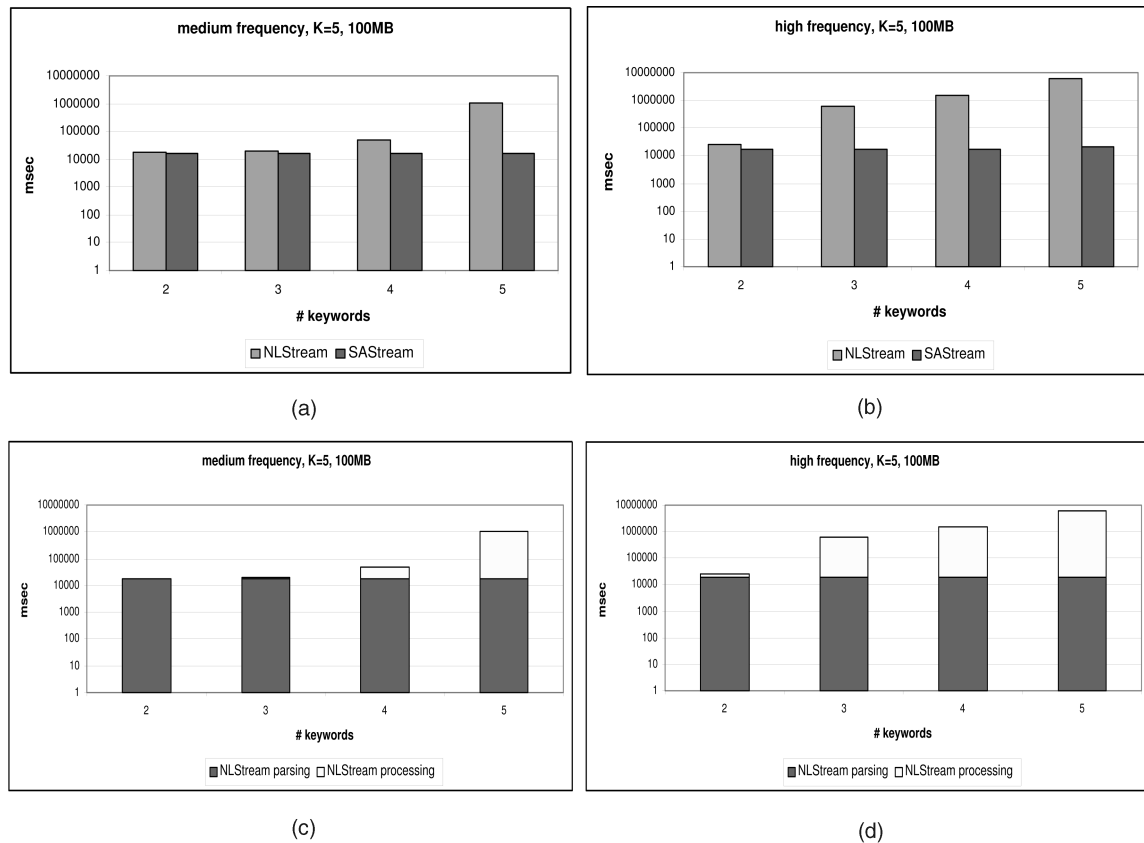 medium frequency, K=5, 100MB
10000000
1000000
100000
10000
1000
100
10
1
msec
2 3 4 5
# keywords
NLStream SAStream
(a)
high frequency, K=5, 100MB
10000000
1000000
100000
10000
1000
100
10
1
msec
2 3 4 5
# keywords
NLStream SAStream
(b)
medium frequency, K=5, 100MB
10000000
1000000
100000
10000
1000
100
10
1
msec
2 3 4 5
# keywords
NLStream parsing NLStream processing
(c)
high frequency, K=5, 100MB
10000000
1000000
100000
10000
1000
100
10
1
msec
2 3 4 5
# keywords
NLStream parsing NLStream processing
(d)